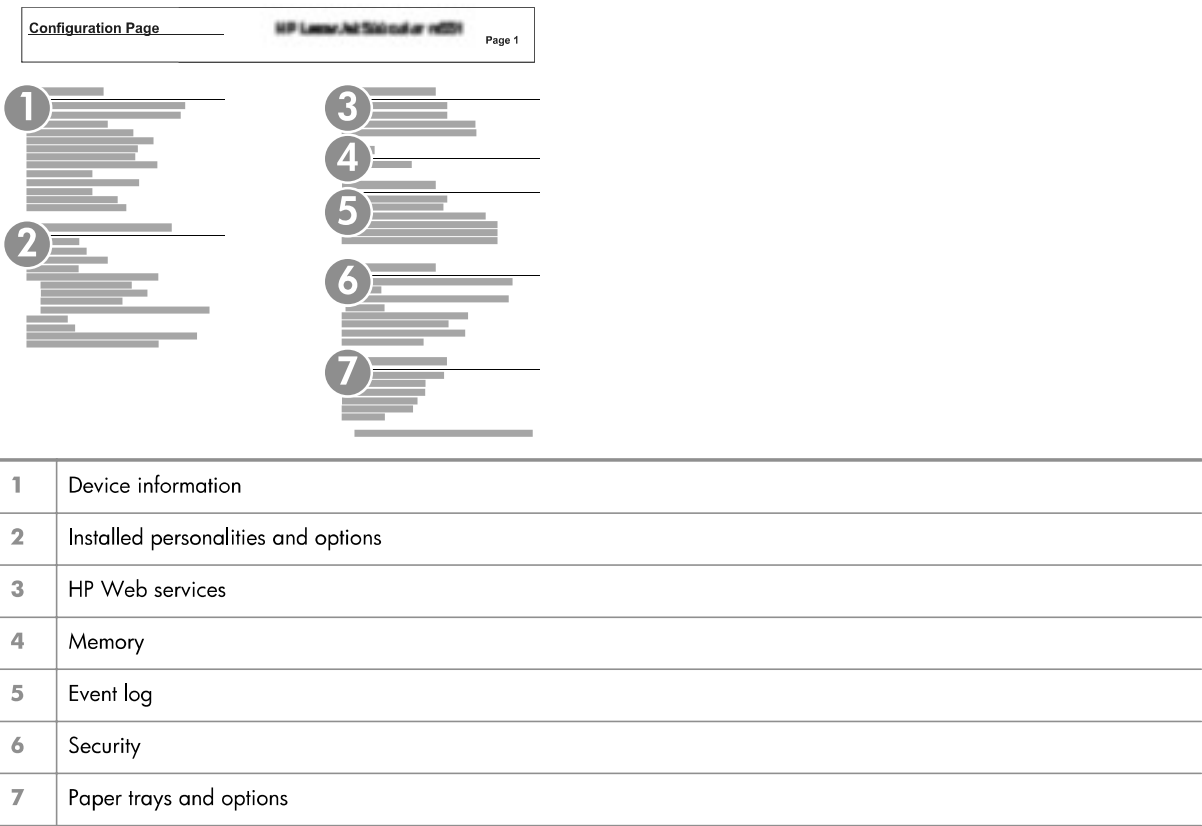 Configuration Page
Page 1
1
2
3
4
5
6
7
1 Device information
2 Installed personalities and options
3 HP Web services
4 Memory
5 Event log
6 Security
7 Paper trays and options